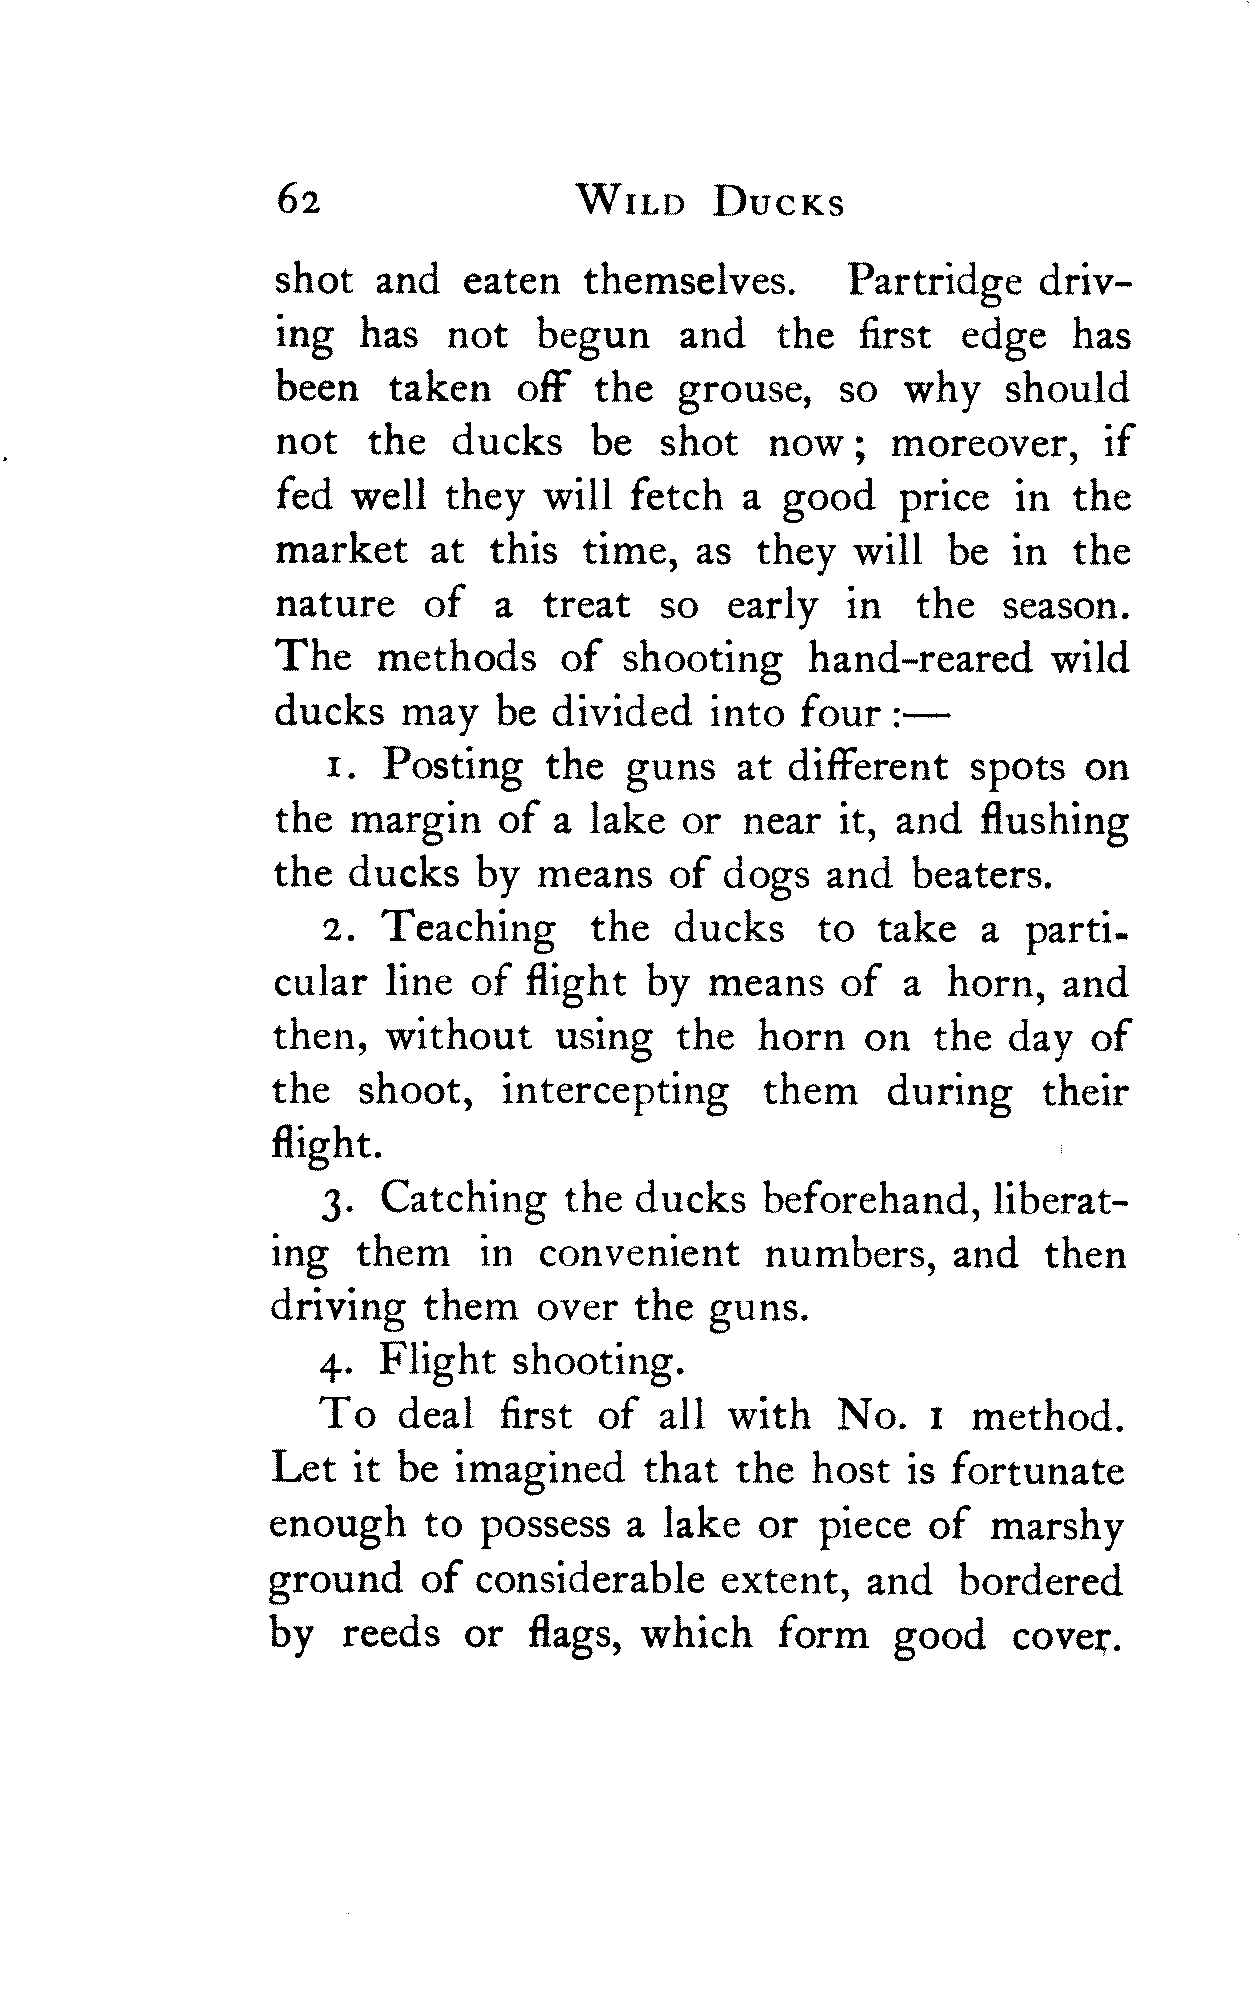 62 Wild Ducks
shot and eaten themselves. Partridge driv-
ing has not begun and the first edge has
been taken off the grouse, so why should
not the ducks be shot now; moreover, if
fed well they will fetch a good price in the
market at this time, as they will be in the
nature of a treat so early in the season.
The methods of shooting hand-reared wild
ducks may be divided into four:—
1. Posting the guns at different spots on
the margin of a lake or near it, and flushing
the ducks by means of dogs and beaters.
2. Teaching the ducks to take a parti-
cular line of flight by means of a horn, and
then, without using the horn on the day of
the shoot, intercepting them during their
flight.
3. Catching the ducks beforehand, liberat-
ing them in convenient numbers, and then
driving them over the guns.
4. Flight shooting.
To deal first of all with No. 1 method.
Let it be imagined that the host is fortunate
enough to possess a lake or piece of marshy
ground of considerable extent, and bordered
by reeds or flags, which form good cover.